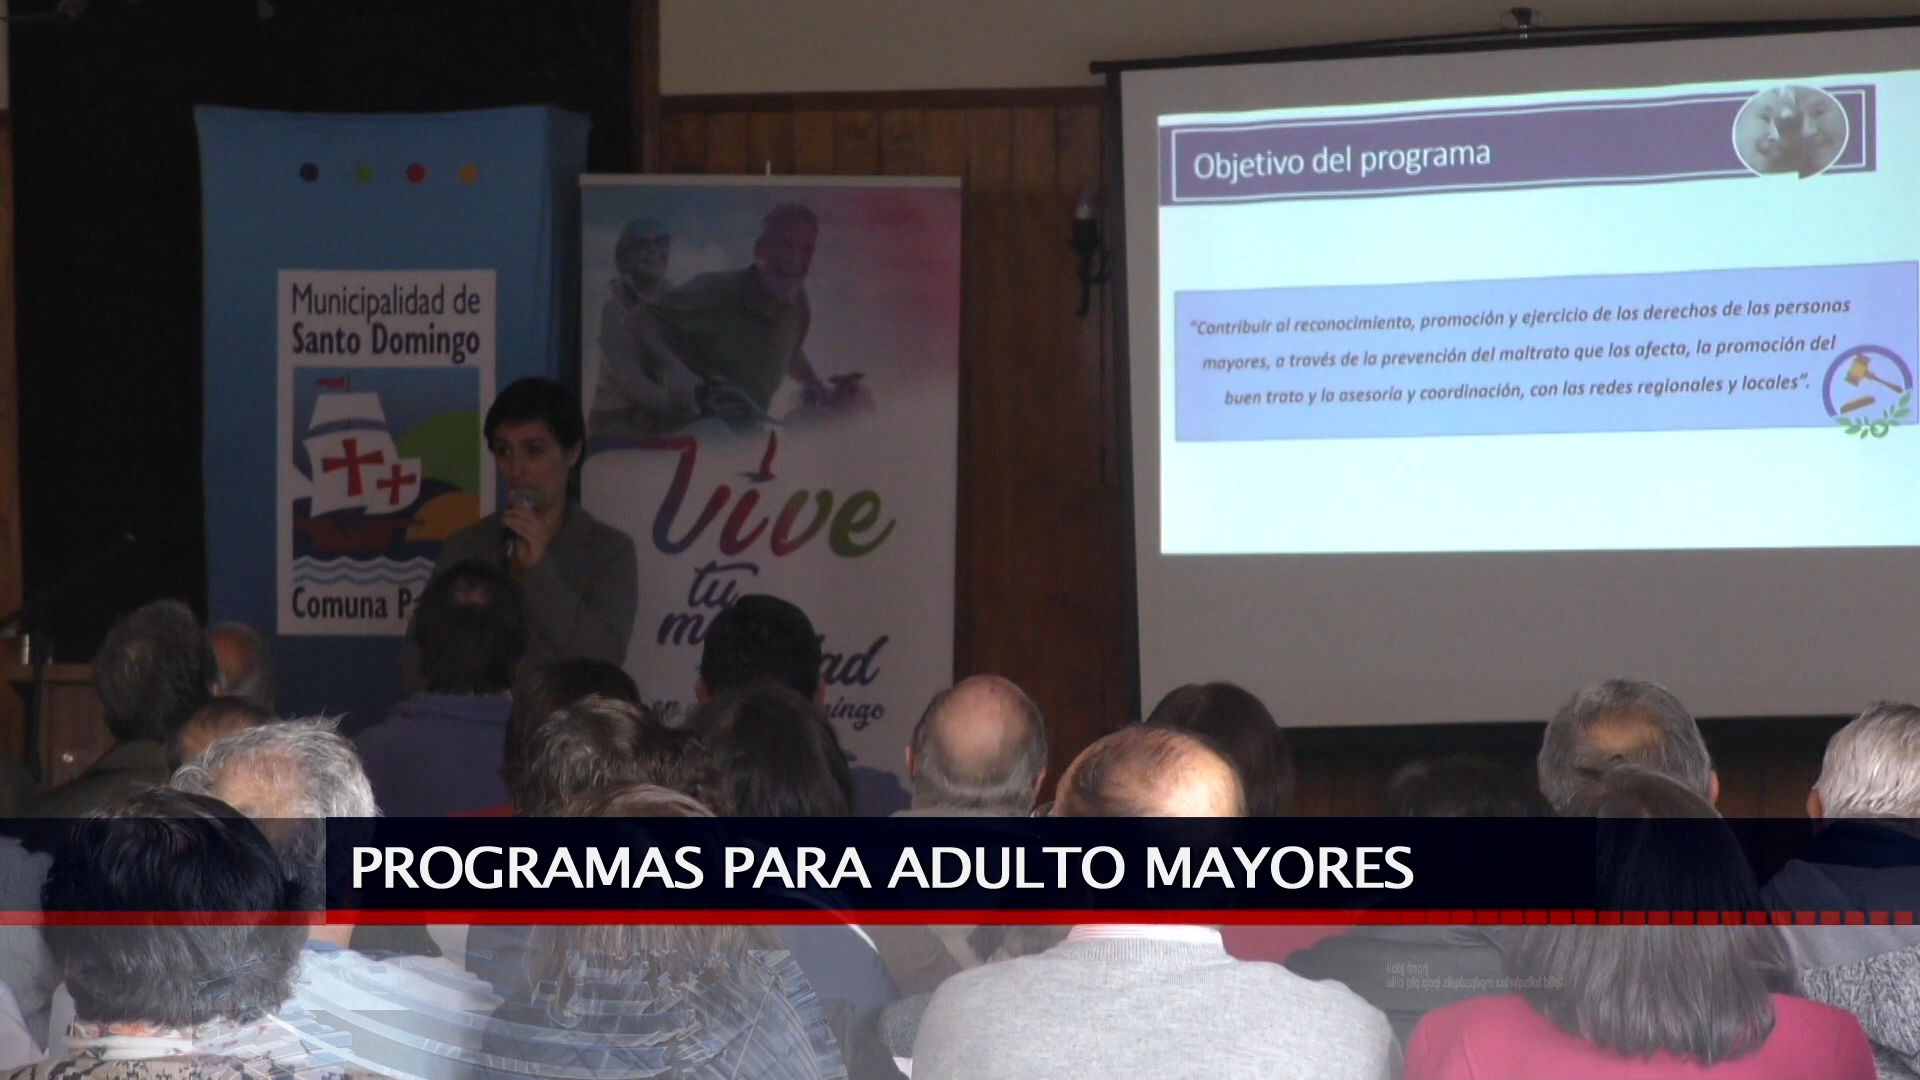 Municipalidad de
Santo Domingo
Comuna
Vive
tu
Objetivo del programa
"Contribuir al reconocimiento, promoción y ejercicio de los derechos de las personas
mayores, a través de la prevención del maltrato que los afecta, la promoción del
buen trato y la asesoría y coordinación, con las redes regionales y locales".
PROGRAMAS PARA ADULTO MAYORES